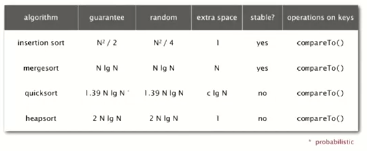 algorithm guarantee random extra space stable? operations on keys
insertion sort N² / 2 N² / 4 1 yes compareTo()
mergesort N lg N N lg N N yes compareTo()
quicksort 1.39 N lg N * 1.39 N lg N c lg N no compareTo()
heapsort 2 N lg N 2 N lg N 1 no compareTo()
* probabilistic